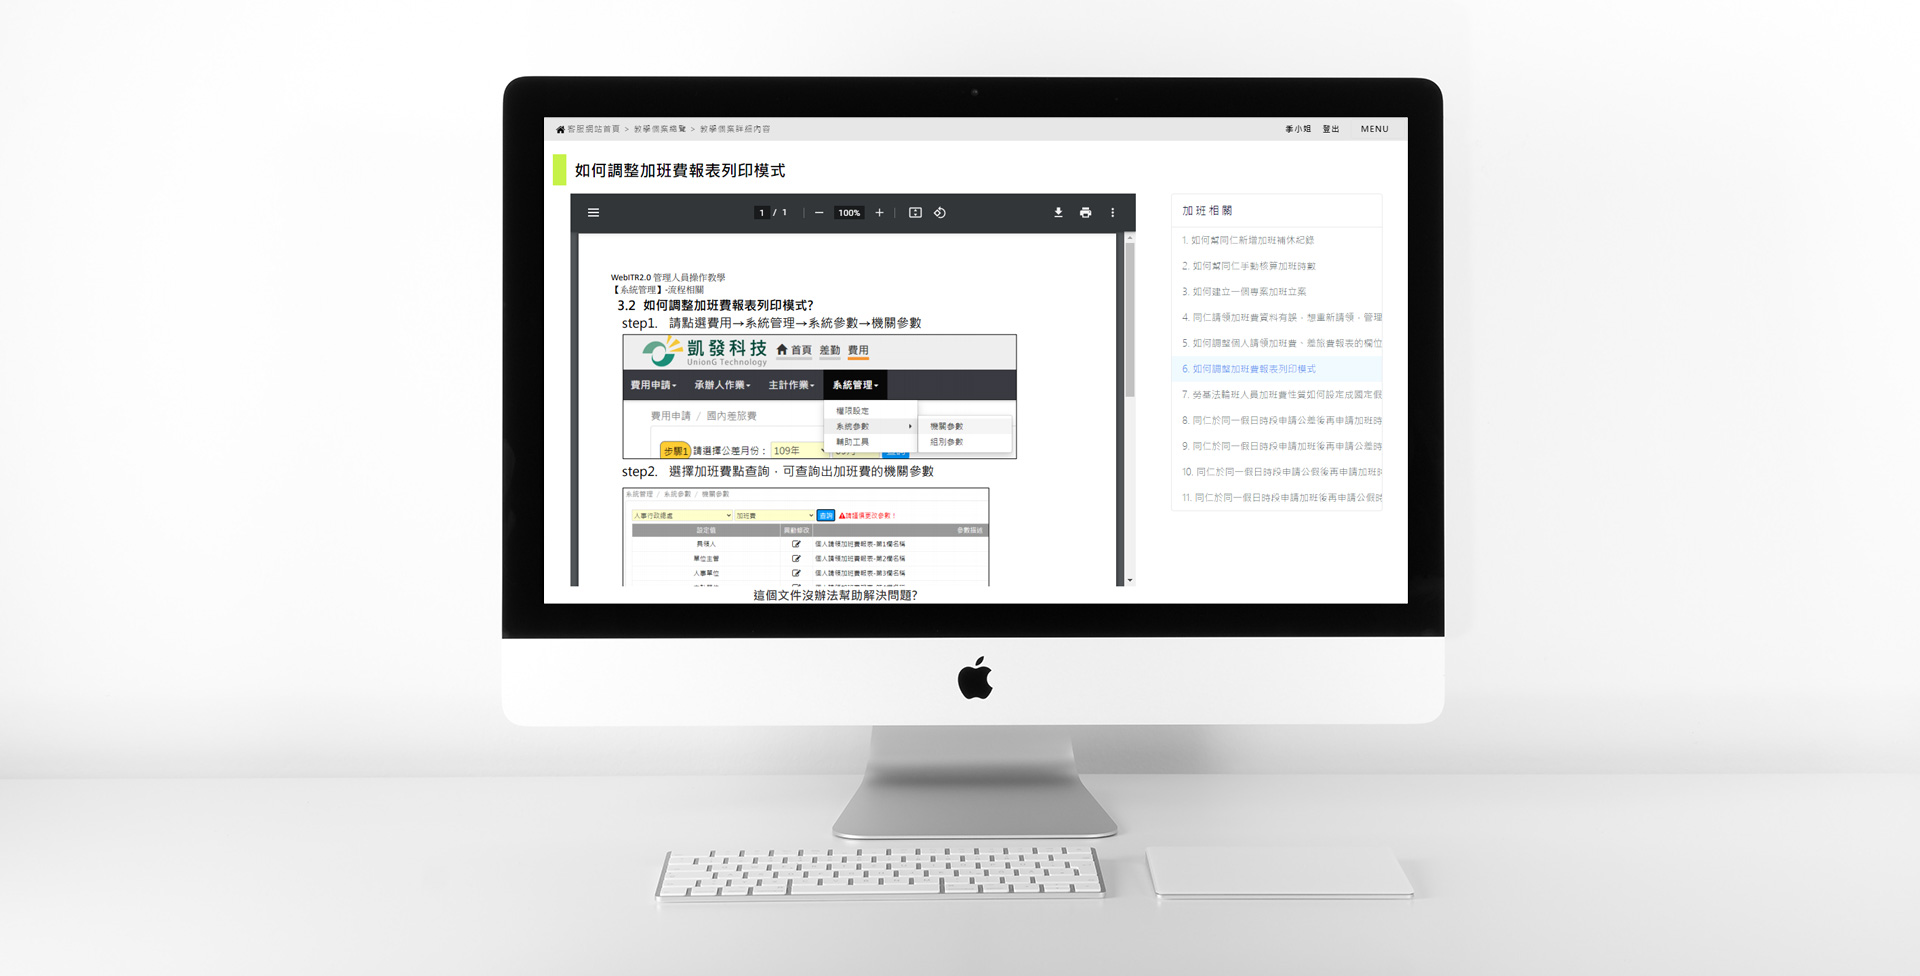 客服網站首頁 > 教學檔案總覽 > 教學檔案詳細內容
季小姐 登出 MENU
如何調整加班費報表列印模式
1 / 1 — 100% +
WebITR2.0 管理人員操作教學
【系統管理】-流程相關
3.2 如何調整加班費報表列印模式?
step1. 請點選費用→系統管理→系統參數→機關參數
凱發科技 首頁 差勤 費用
UnionG Technology
費用申請 承辦人作業 主計作業 系統管理
權限設定
費用申請 / 國內差旅費
系統參數 機關參數
輔助工具 組別參數
步驟1 請選擇公差月份： 109年
step2. 選擇加班費點查詢，可查詢出加班費的機關參數
系統管理 / 系統參數 / 機關參數
人事行政總處 加班費 查詢 請謹慎更改參數！
設定值 異動修改 參數描述
具領人 個人請領加班費報表-第1欄名稱
單位主管 個人請領加班費報表-第2欄名稱
人事單位 個人請領加班費報表-第3欄名稱
這個文件沒辦法幫助解決問題?
加班相關
1. 如何幫同仁新增加班補休紀錄
2. 如何幫同仁手動核算加班時數
3. 如何建立一個專案加班立案
4. 同仁請領加班費資料有誤，想重新請領，管理
5. 如何調整個人請領加班費、差旅費報表的欄位
6. 如何調整加班費報表列印模式
7. 勞基法輪班人員加班費性質如何設定成國定假
8. 同仁於同一假日時段申請公差後再申請加班時
9. 同仁於同一假日時段申請加班後再申請公差時
10. 同仁於同一假日時段申請公假後再申請加班時
11. 同仁於同一假日時段申請加班後再申請公假時